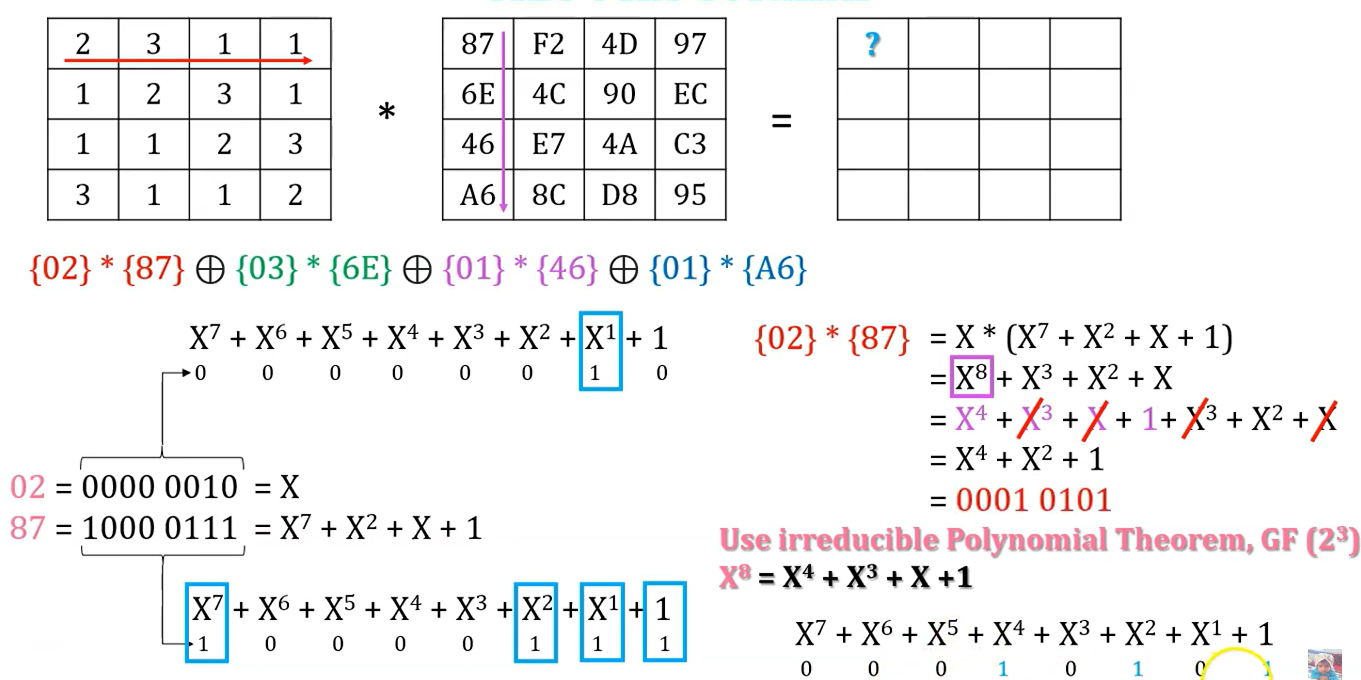 2 3 1 1 87 F2 4D 97 ?
1 2 3 1 * 6E 4C 90 EC =
1 1 2 3 46 E7 4A C3
3 1 1 2 A6 8C D8 95
{02} * {87} ⊕ {03} * {6E} ⊕ {01} * {46} ⊕ {01} * {A6}
X⁷ + X⁶ + X⁵ + X⁴ + X³ + X² + X¹ + 1
0 0 0 0 0 0 1 0
02 = 0000 0010 = X
87 = 1000 0111 = X⁷ + X² + X + 1
X⁷ + X⁶ + X⁵ + X⁴ + X³ + X² + X¹ + 1
1 0 0 0 0 1 1 1
{02} * {87} = X * (X⁷ + X² + X + 1)
= X⁸ + X³ + X² + X
= X⁴ + X³ + X + 1+ X³ + X² + X
= X⁴ + X² + 1
= 0001 0101
Use irreducible Polynomial Theorem, GF (2³)
X⁸ = X⁴ + X³ + X +1
X⁷ + X⁶ + X⁵ + X⁴ + X³ + X² + X¹ + 1
0 0 0 1 0 1 0 1